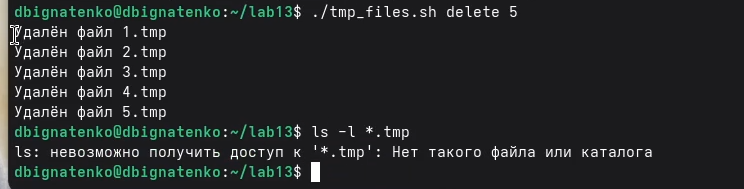 dbignatenko@dbignatenko:~/lab13$ ./tmp_files.sh delete 5
Удалён файл 1.tmp
Удалён файл 2.tmp
Удалён файл 3.tmp
Удалён файл 4.tmp
Удалён файл 5.tmp
dbignatenko@dbignatenko:~/lab13$ ls -l *.tmp
ls: невозможно получить доступ к '*.tmp': Нет такого файла или каталога
dbignatenko@dbignatenko:~/lab13$